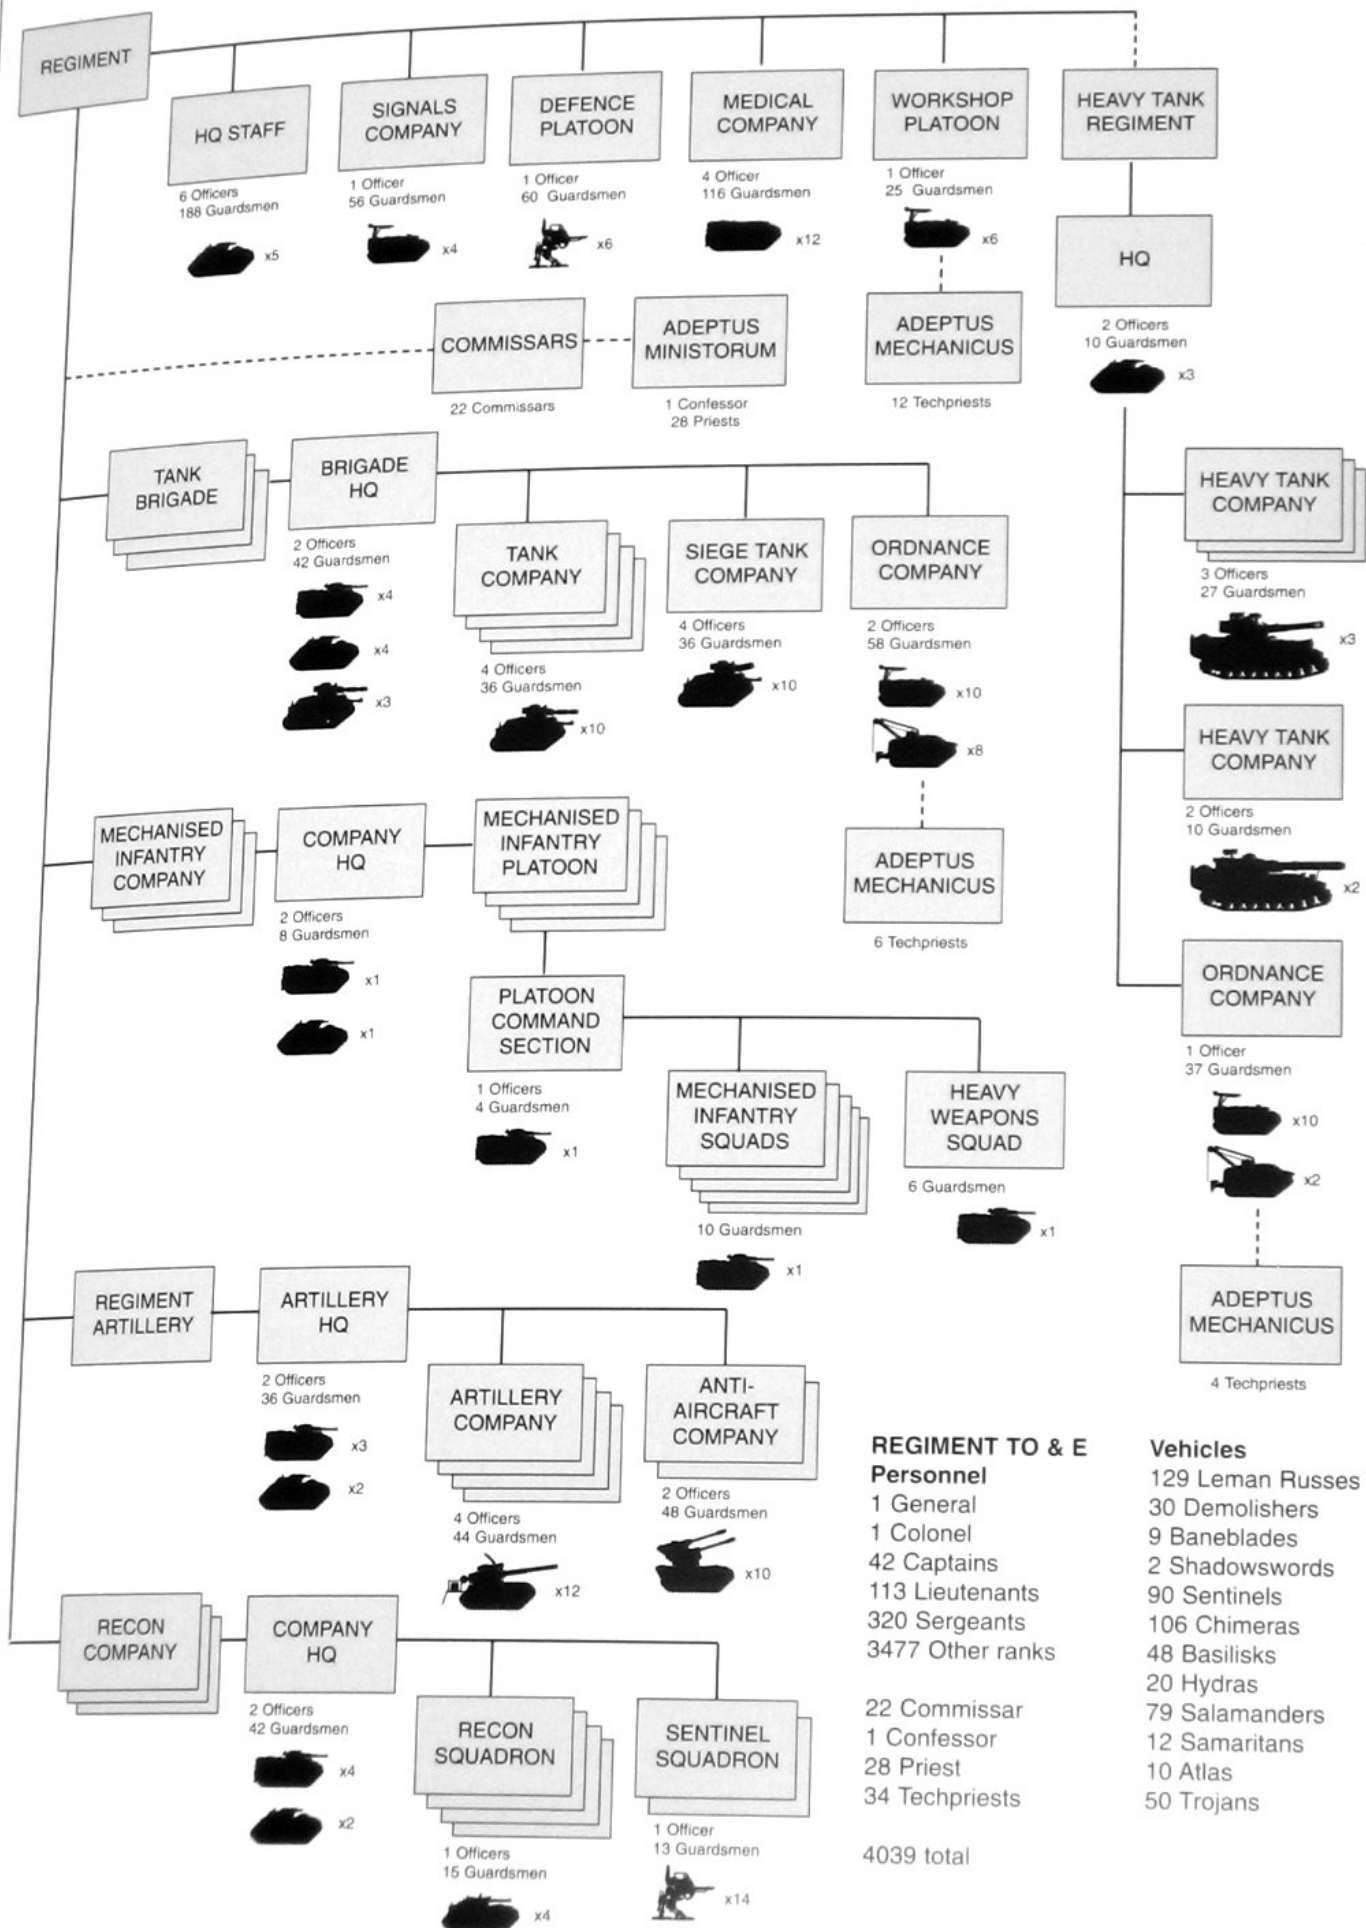 REGIMENT
HQ STAFF
6 Officers
188 Guardsmen
x5
SIGNALS
COMPANY
1 Officer
56 Guardsmen
x4
DEFENCE
PLATOON
1 Officer
60 Guardsmen
x6
MEDICAL
COMPANY
4 Officer
116 Guardsmen
x12
WORKSHOP
PLATOON
1 Officer
25 Guardsmen
x6
ADEPTUS
MECHANICUS
12 Techpriests
HEAVY TANK
REGIMENT
HQ
2 Officers
10 Guardsmen
x3
COMMISSARS
22 Commissars
ADEPTUS
MINISTORUM
1 Confessor
28 Priests
TANK
BRIGADE
BRIGADE
HQ
2 Officers
42 Guardsmen
x4
x4
x3
TANK
COMPANY
4 Officers
36 Guardsmen
x10
SIEGE TANK
COMPANY
4 Officers
36 Guardsmen
x10
ORDNANCE
COMPANY
2 Officers
58 Guardsmen
x10
x8
ADEPTUS
MECHANICUS
6 Techpriests
HEAVY TANK
COMPANY
3 Officers
27 Guardsmen
x3
HEAVY TANK
COMPANY
2 Officers
10 Guardsmen
x2
ORDNANCE
COMPANY
1 Officer
37 Guardsmen
x10
x2
ADEPTUS
MECHANICUS
4 Techpriests
MECHANISED
INFANTRY
COMPANY
COMPANY
HQ
2 Officers
8 Guardsmen
x1
x1
MECHANISED
INFANTRY
PLATOON
PLATOON
COMMAND
SECTION
1 Officers
4 Guardsmen
x1
MECHANISED
INFANTRY
SQUADS
10 Guardsmen
x1
HEAVY
WEAPONS
SQUAD
6 Guardsmen
x1
REGIMENT
ARTILLERY
ARTILLERY
HQ
2 Officers
36 Guardsmen
x3
x2
ARTILLERY
COMPANY
4 Officers
44 Guardsmen
x12
ANTI-
AIRCRAFT
COMPANY
2 Officers
48 Guardsmen
x10
RECON
COMPANY
COMPANY
HQ
2 Officers
42 Guardsmen
x4
x2
RECON
SQUADRON
1 Officers
15 Guardsmen
x4
SENTINEL
SQUADRON
1 Officer
13 Guardsmen
x14
REGIMENT TO & E
Personnel
1 General
1 Colonel
42 Captains
113 Lieutenants
320 Sergeants
3477 Other ranks
22 Commissar
1 Confessor
28 Priest
34 Techpriests
4039 total
Vehicles
129 Leman Russes
30 Demolishers
9 Baneblades
2 Shadowswords
90 Sentinels
106 Chimeras
48 Basilisks
20 Hydras
79 Salamanders
12 Samaritans
10 Atlas
50 Trojans